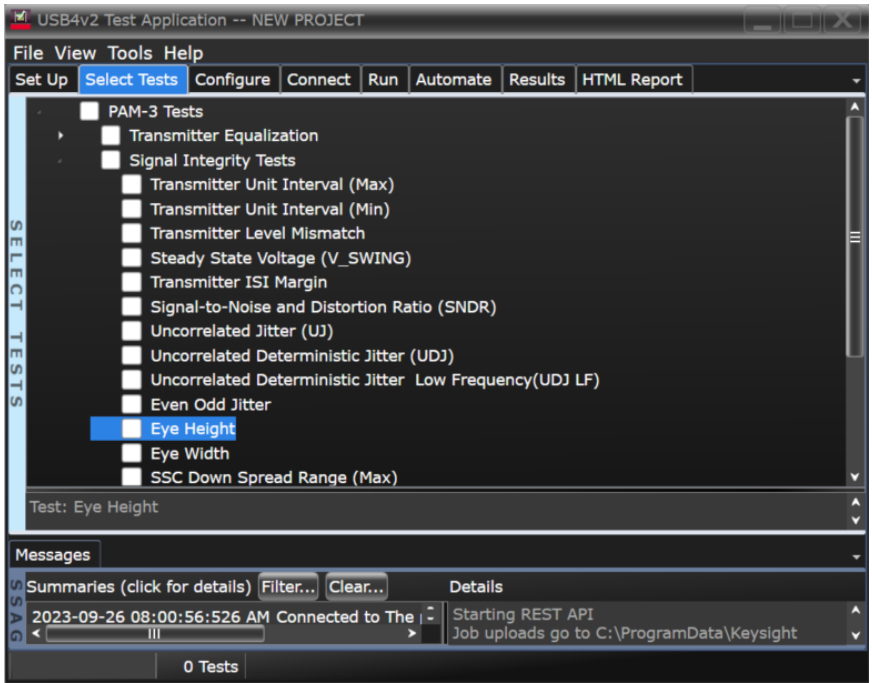 USB4v2 Test Application -- NEW PROJECT
File View Tools Help
Set Up Select Tests Configure Connect Run Automate Results HTML Report
SELECT TESTS
PAM-3 Tests
Transmitter Equalization
Signal Integrity Tests
Transmitter Unit Interval (Max)
Transmitter Unit Interval (Min)
Transmitter Level Mismatch
Steady State Voltage (V_SWING)
Transmitter ISI Margin
Signal-to-Noise and Distortion Ratio (SNDR)
Uncorrelated Jitter (UJ)
Uncorrelated Deterministic Jitter (UDJ)
Uncorrelated Deterministic Jitter Low Frequency(UDJ LF)
Even Odd Jitter
Eye Height
Eye Width
SSC Down Spread Range (Max)
Test: Eye Height
Messages
SSAG
Summaries (click for details) Filter... Clear... Details
2023-09-26 08:00:56:526 AM Connected to The
Starting REST API
Job uploads go to C:\ProgramData\Keysight
0 Tests